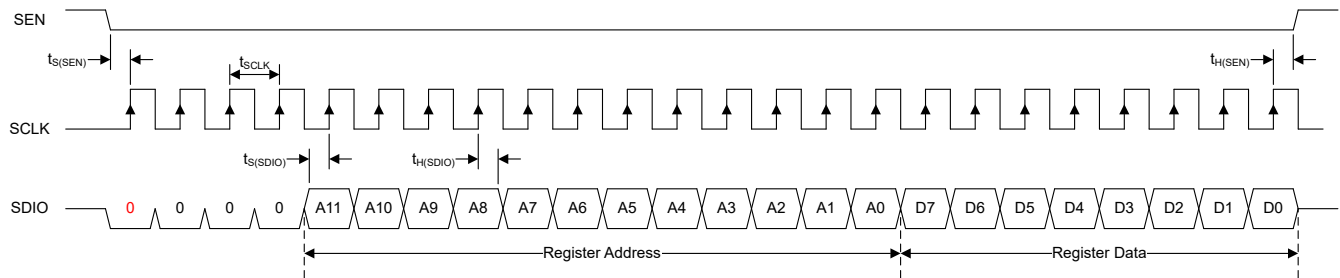 SEN
tS(SEN)
tSCLK
tH(SEN)
SCLK
tS(SDIO)
tH(SDIO)
SDIO 0 0 0 0 A11 A10 A9 A8 A7 A6 A5 A4 A3 A2 A1 A0 D7 D6 D5 D4 D3 D2 D1 D0
Register Address Register Data